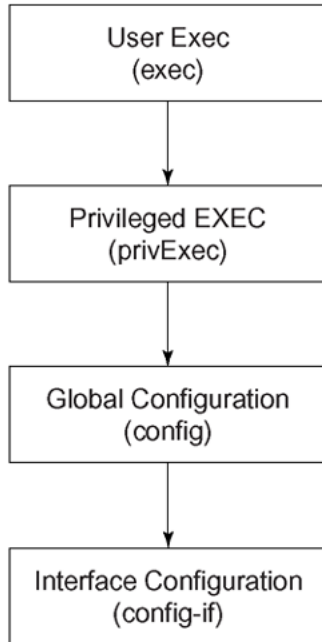 User Exec
(exec)
Privileged EXEC
(privExec)
Global Configuration
(config)
Interface Configuration
(config-if)